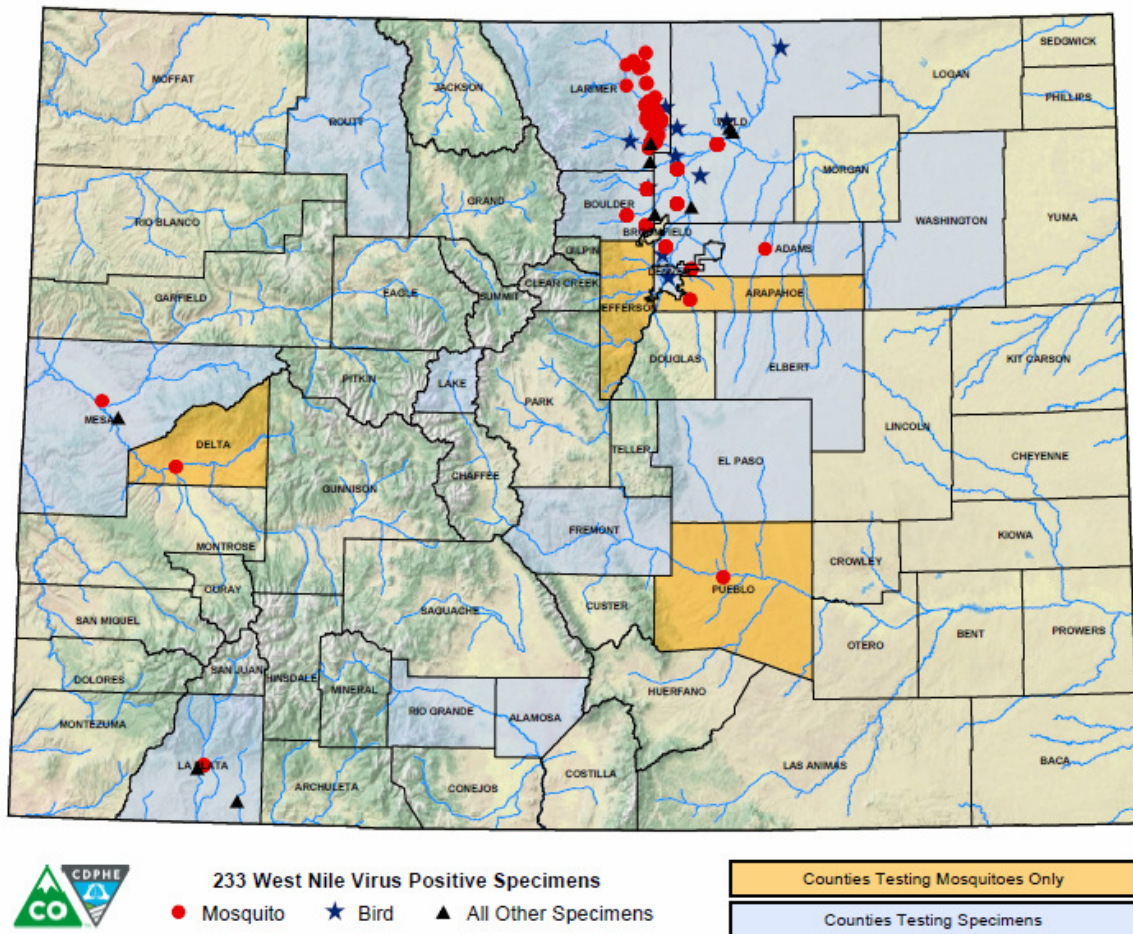 SEDGWICK
LOGAN
MOFFAT
JACKSON
LARIMER
PHILLIPS
ROUTT
WELD
MORGAN
GRAND
BOULDER
WASHINGTON
YUMA
RIO BLANCO
BROOMFIELD
GILPIN
ADAMS
DENVER
CLEAR CREEK
EAGLE
SUMMIT
GARFIELD
JEFFERSON
ARAPAHOE
DOUGLAS
ELBERT
KIT CARSON
PITKIN
LAKE
PARK
MESA
LINCOLN
DELTA
TELLER
EL PASO
CHEYENNE
CHAFFEE
GUNNISON
FREMONT
KIOWA
MONTROSE
CROWLEY
OURAY
PUEBLO
CUSTER
SAGUACHE
SAN MIGUEL
BENT
PROWERS
OTERO
SAN JUAN
HINSDALE
DOLORES
MINERAL
HUERFANO
RIO GRANDE
ALAMOSA
MONTEZUMA
LA PLATA
LAS ANIMAS
BACA
COSTILLA
ARCHULETA
CONEJOS
CDPHE
CO
233 West Nile Virus Positive Specimens
Mosquito Bird All Other Specimens
Counties Testing Mosquitoes Only
Counties Testing Specimens